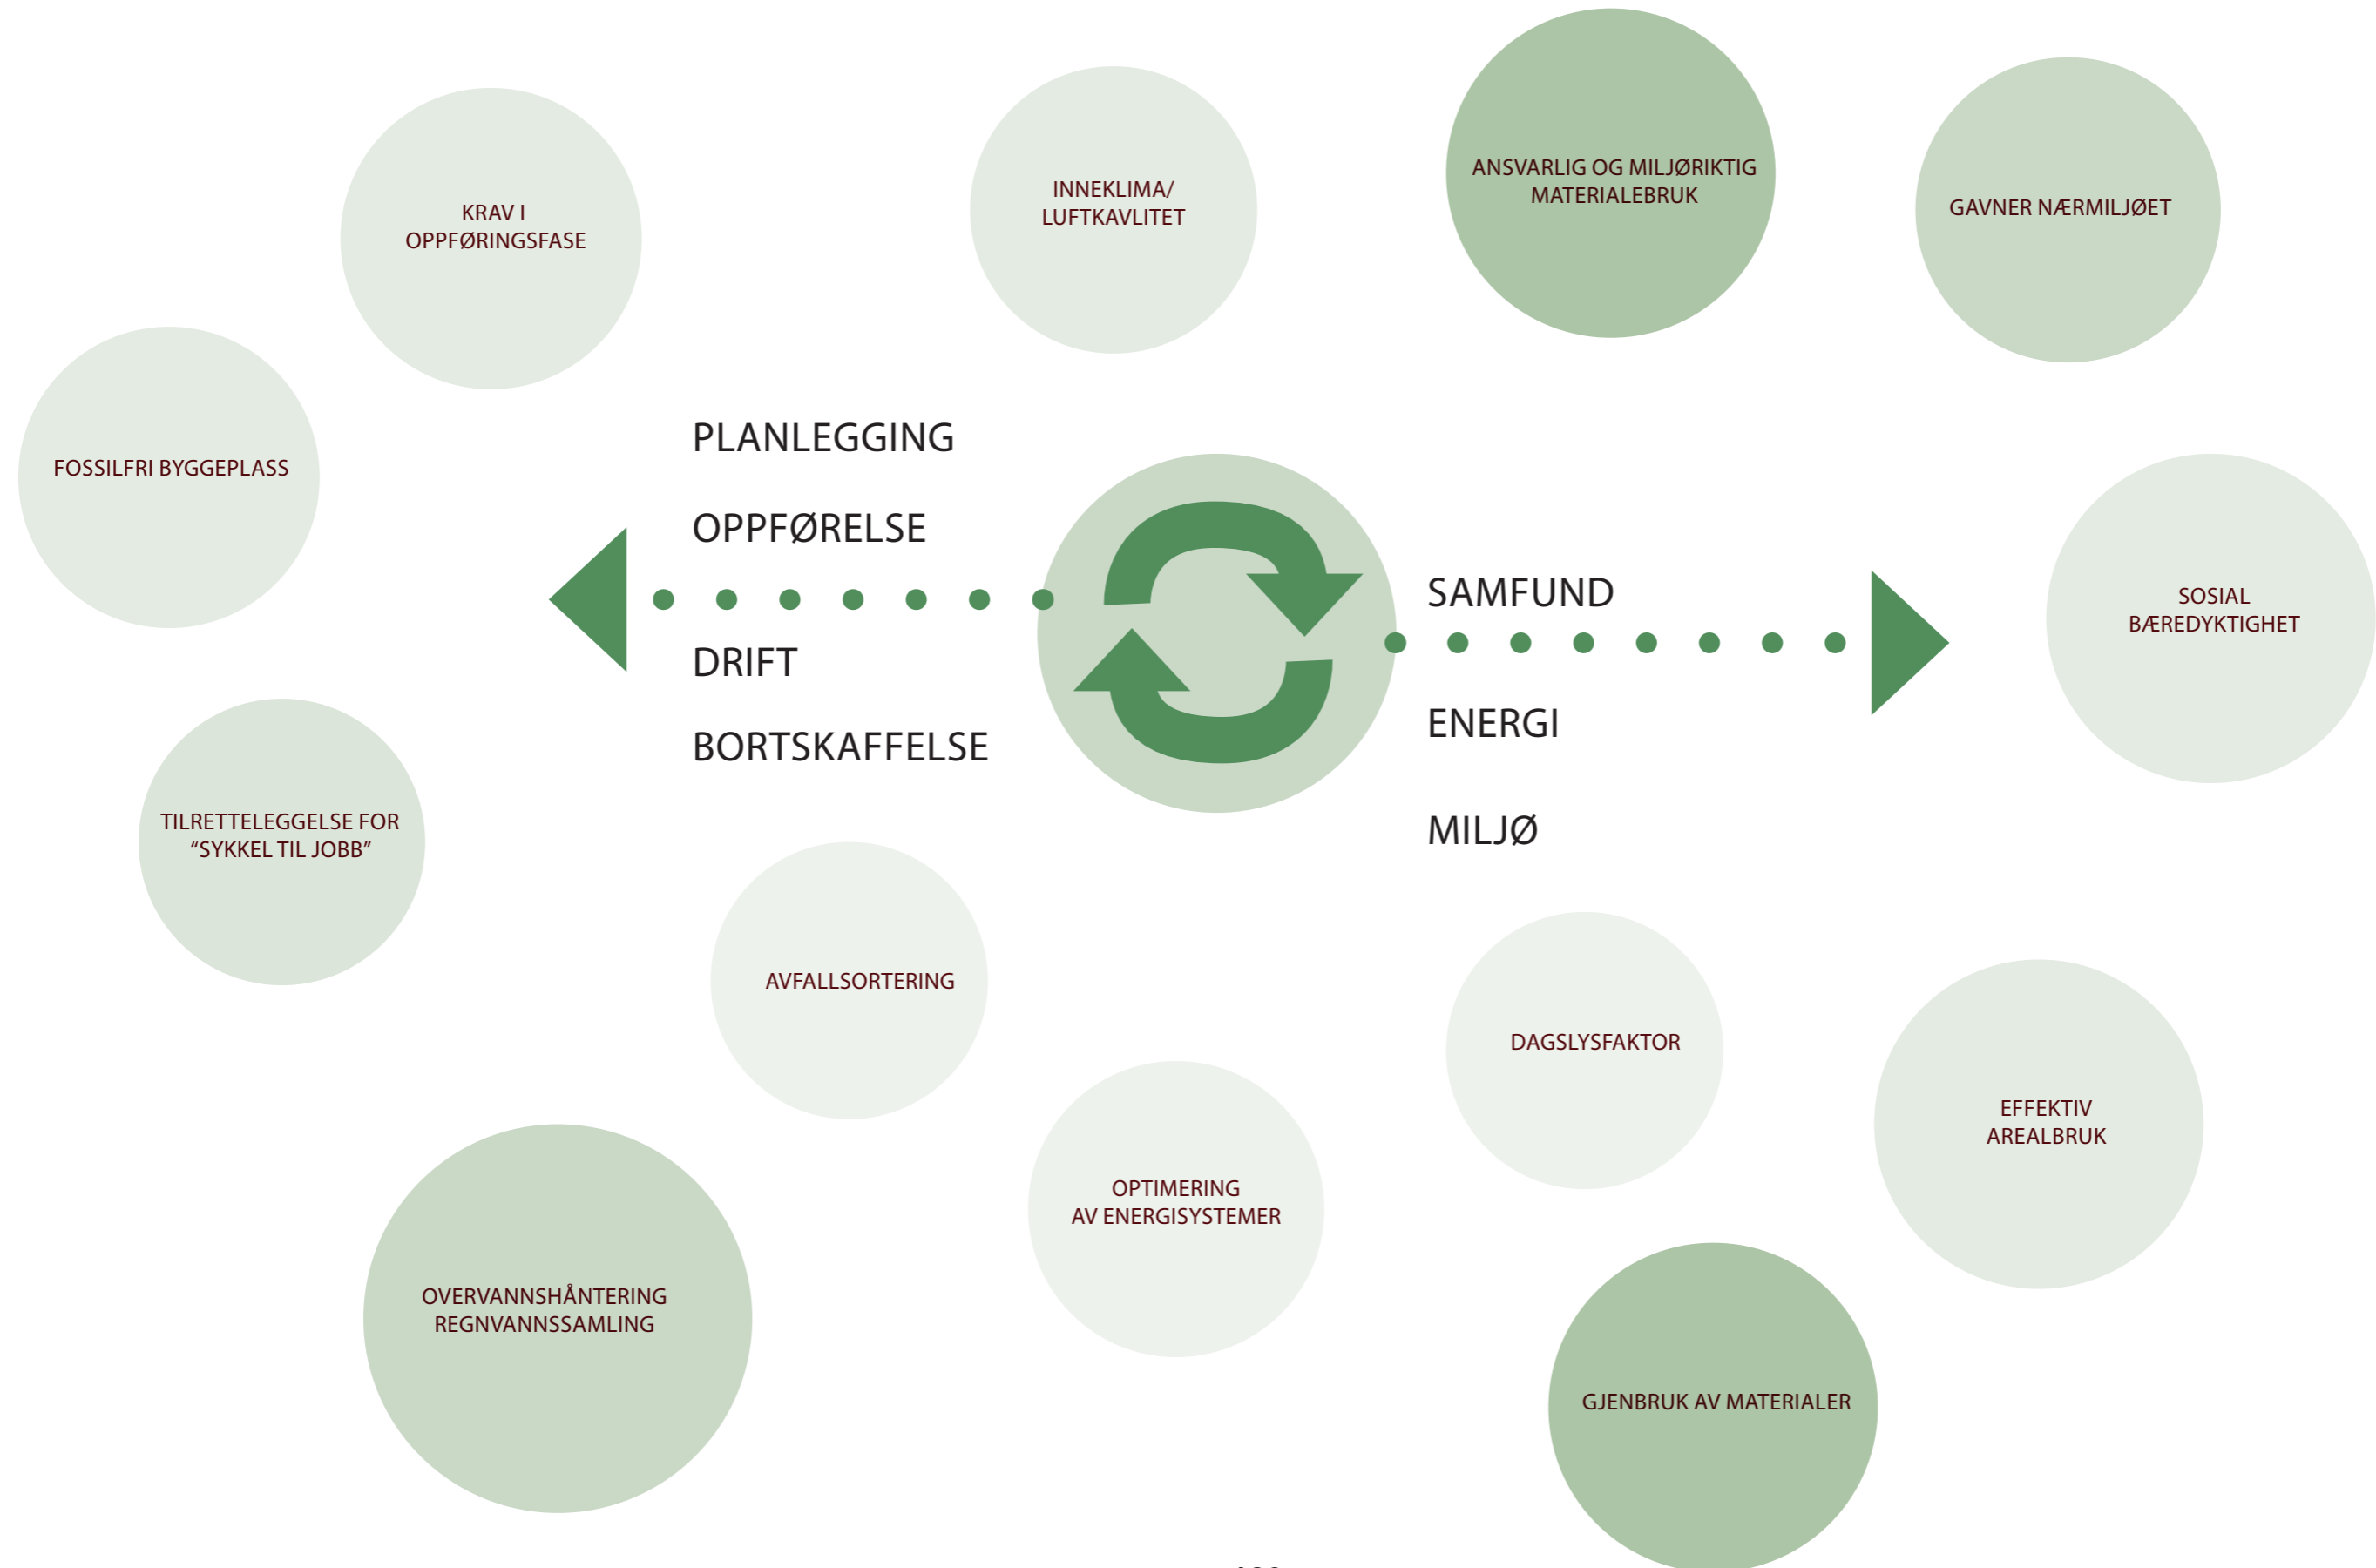 ANSVARLIG OG MILJØRIKTIG
MATERIALEBRUK
INNEKLIMA/
LUFTKAVLITET
GAVNER NÆRMILJØET
KRAV I
OPPFØRINGSFASE
FOSSILFRI BYGGEPLASS
PLANLEGGING
OPPFØRELSE
DRIFT
BORTSKAFFELSE
SAMFUND
ENERGI
MILJØ
SOSIAL
BÆREDYKTIGHET
TILRETTELEGGELSE FOR
“SYKKEL TIL JOBB”
AVFALLSORTERING
DAGSLYSFAKTOR
EFFEKTIV
AREALBRUK
OPTIMERING
AV ENERGISYSTEMER
OVERVANNSHÅNTERING
REGNVANNSSAMLING
GJENBRUK AV MATERIALER